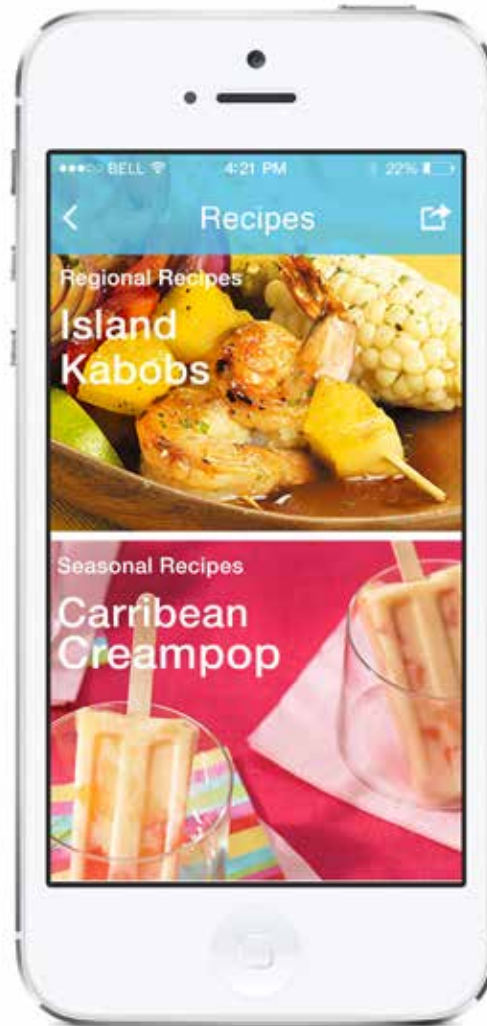 BELL 4:21 PM 22%
Recipes
Regional Recipes
Island
Kabobs
Seasonal Recipes
Carribean
Creampop